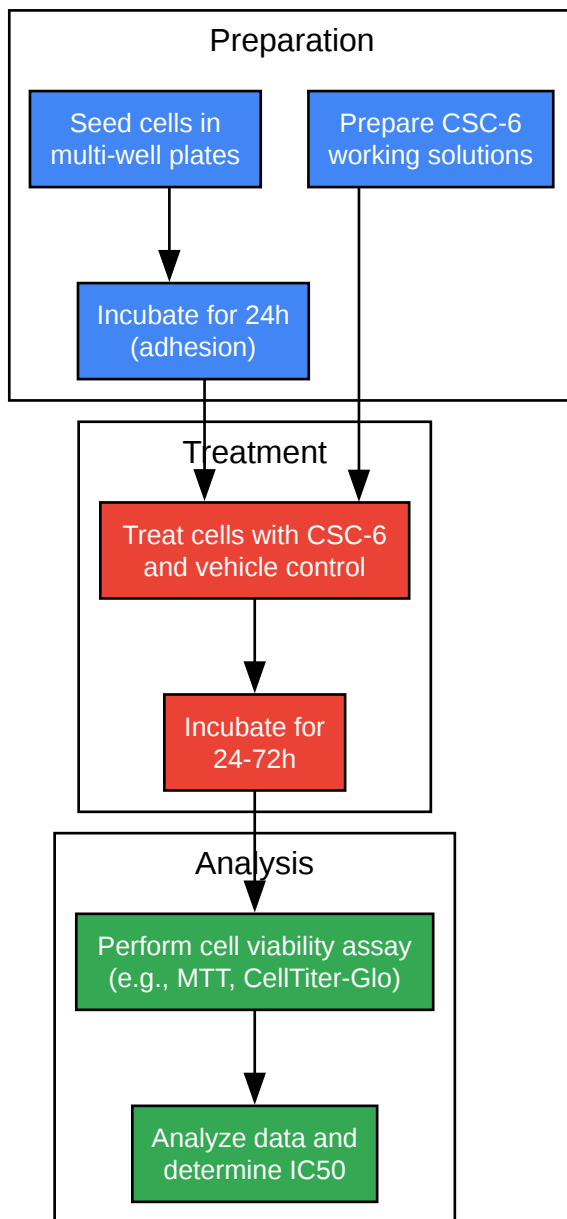 Preparation
Seed cells in
multi-well plates
Prepare CSC-6
working solutions
Incubate for 24h
(adhesion)
Treatment
Treat cells with CSC-6
and vehicle control
Incubate for
24-72h
Analysis
Perform cell viability assay
(e.g., MTT, CellTiter-Glo)
Analyze data and
determine IC50